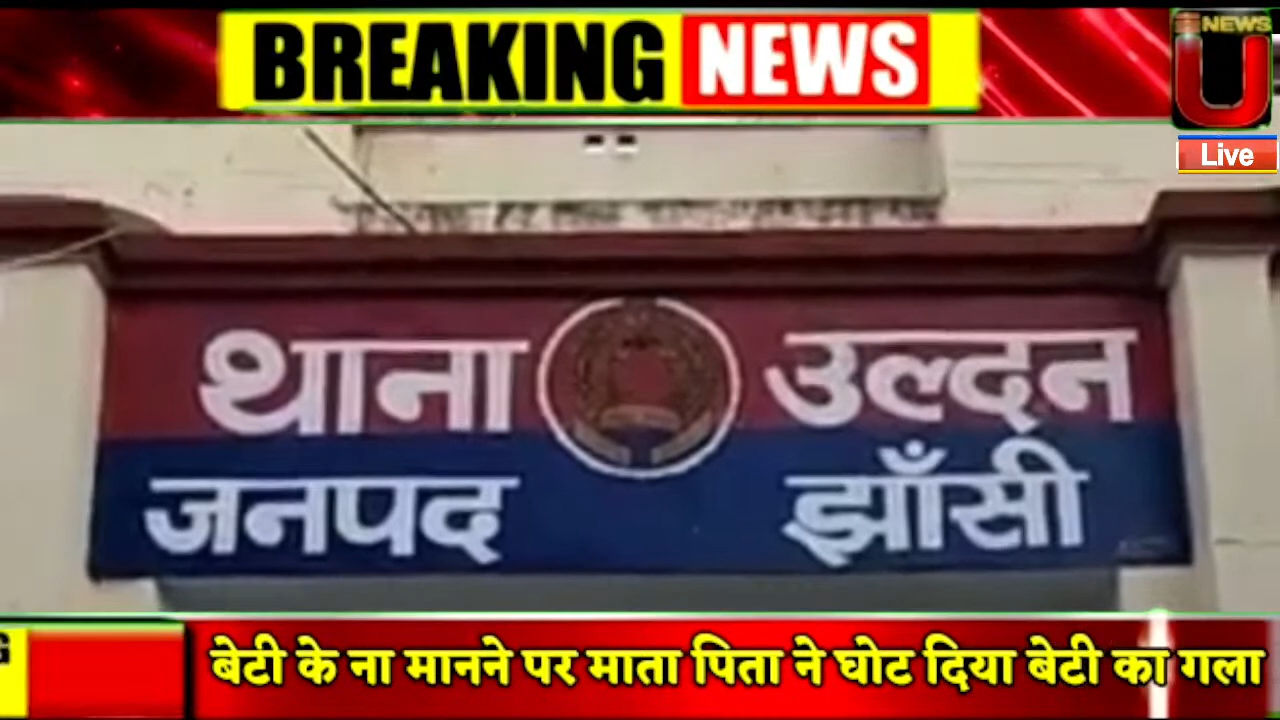 BREAKING NEWS
NEWS
U
Live
थाना उल्दन
जनपद झाँसी
G
बेटी के ना मानने पर माता पिता ने घोट दिया बेटी का गला